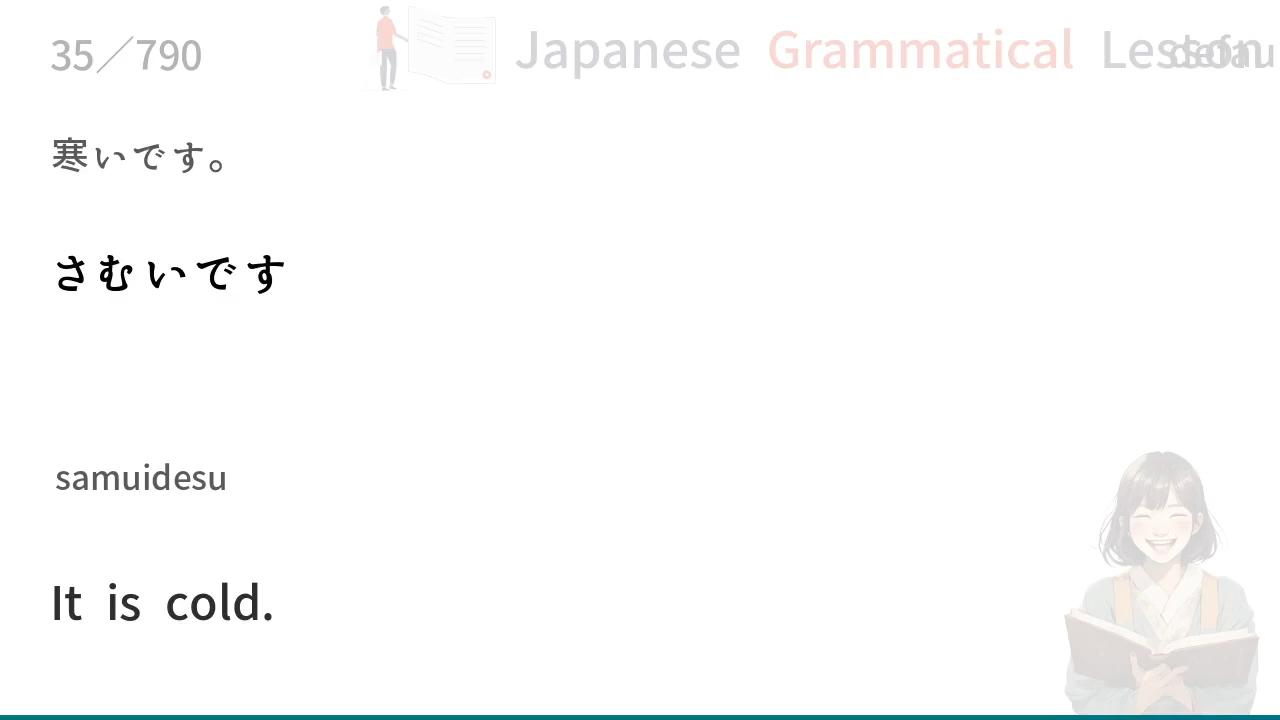 35／790
Japanese Grammatical Lesson
寒いです。
さむいです
samuidesu
It is cold.